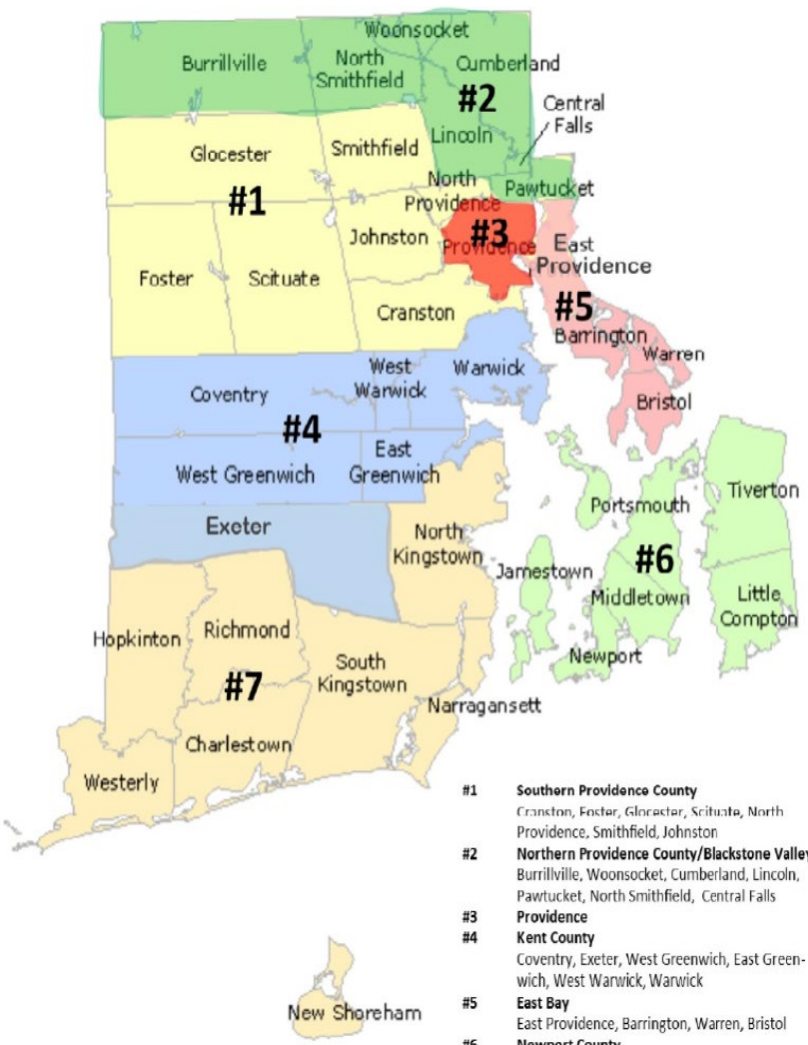 Woonsocket
Burrillville
North
Smithfield
Cumberland
#2
Central
Falls
Lincoln
Glocester
Smithfield
North
Providence
Pawtucket
#1
Johnston
#3
Providence
East
Providence
Foster
Scituate
Cranston
#5
Barrington
Warren
Bristol
Coventry
West
Warwick
Warwick
#4
West Greenwich
East
Greenwich
Exeter
North
Kingstown
Portsmouth
Tiverton
Jamestown
#6
Middletown
Little
Compton
Newport
Hopkinton
Richmond
South
Kingstown
#7
Narragansett
Charlestown
Westerly
New Shoreham
#1 Southern Providence County
Cranston, Foster, Glocester, Scituate, North
Providence, Smithfield, Johnston
#2 Northern Providence County/Blackstone Valley
Burrillville, Woonsocket, Cumberland, Lincoln,
Pawtucket, North Smithfield, Central Falls
#3 Providence
#4 Kent County
Coventry, Exeter, West Greenwich, East Green-
wich, West Warwick, Warwick
#5 East Bay
East Providence, Barrington, Warren, Bristol
#6 Newport County